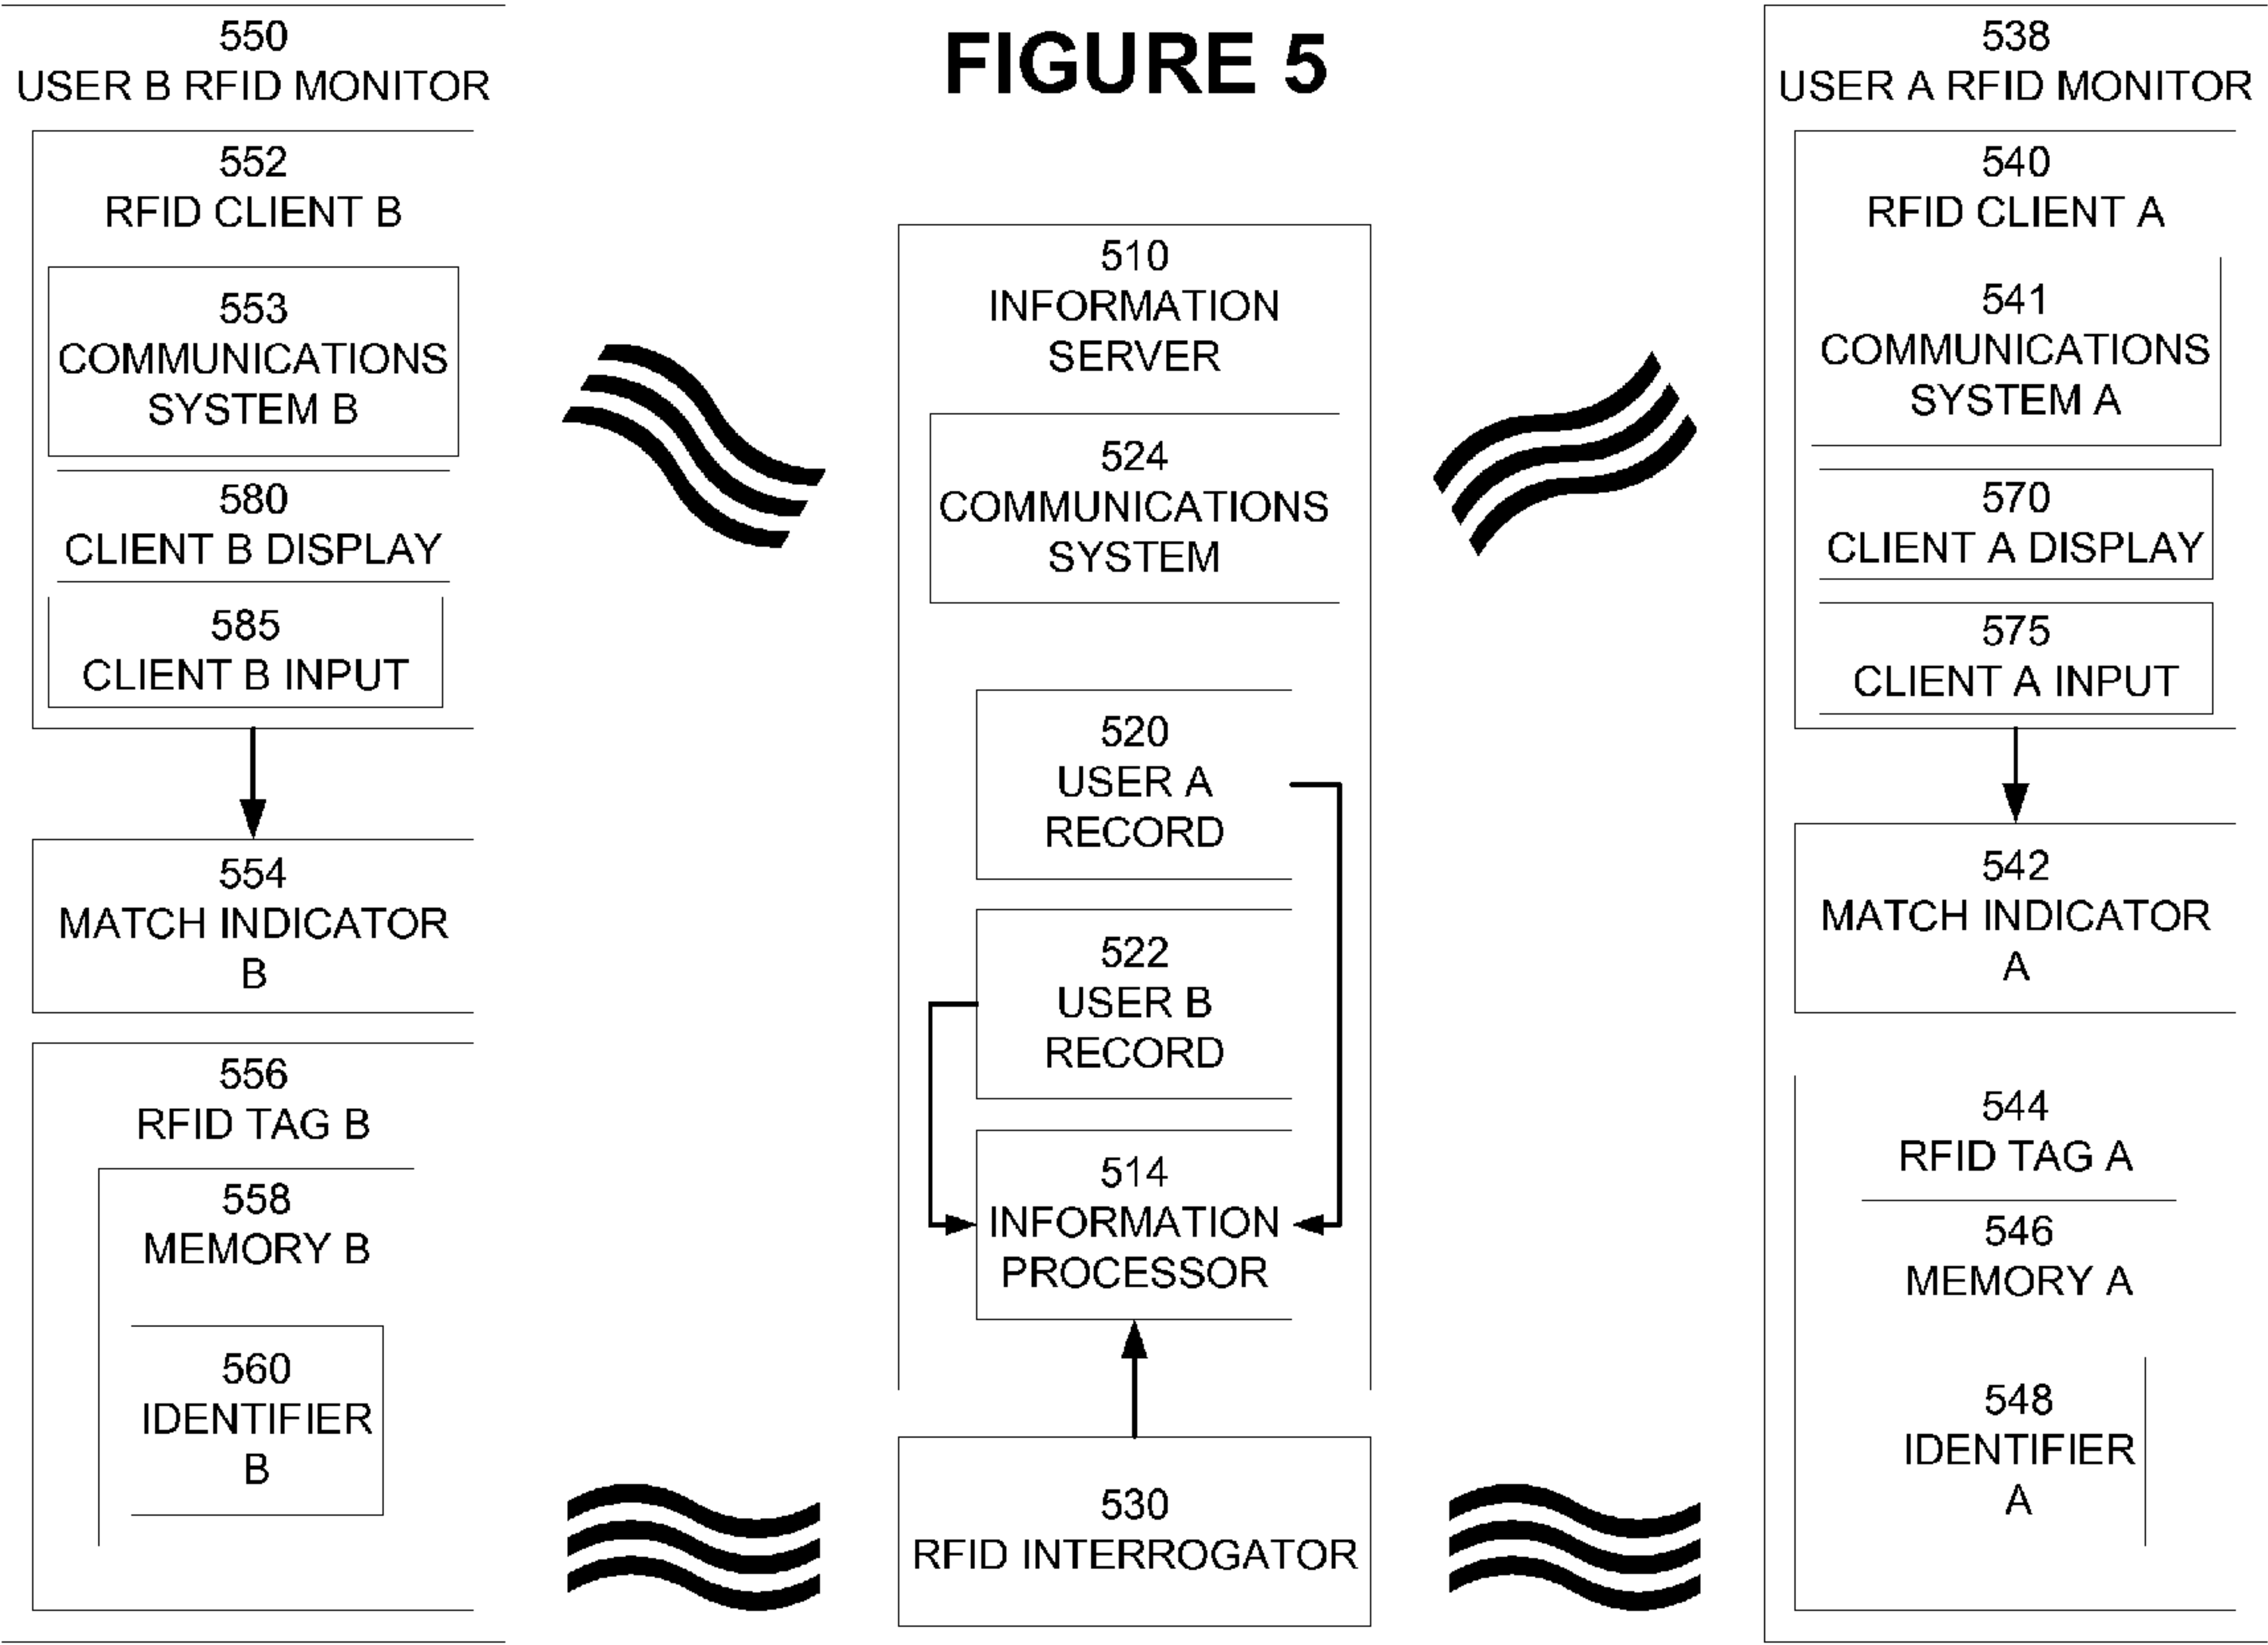 FIGURE 5
550
USER B RFID MONITOR
552
RFID CLIENT B
553
COMMUNICATIONS
SYSTEM B
580
CLIENT B DISPLAY
585
CLIENT B INPUT
554
MATCH INDICATOR
B
556
RFID TAG B
558
MEMORY B
560
IDENTIFIER
B
510
INFORMATION
SERVER
524
COMMUNICATIONS
SYSTEM
520
USER A
RECORD
522
USER B
RECORD
514
INFORMATION
PROCESSOR
530
RFID INTERROGATOR
538
USER A RFID MONITOR
540
RFID CLIENT A
541
COMMUNICATIONS
SYSTEM A
570
CLIENT A DISPLAY
575
CLIENT A INPUT
542
MATCH INDICATOR
A
544
RFID TAG A
546
MEMORY A
548
IDENTIFIER
A